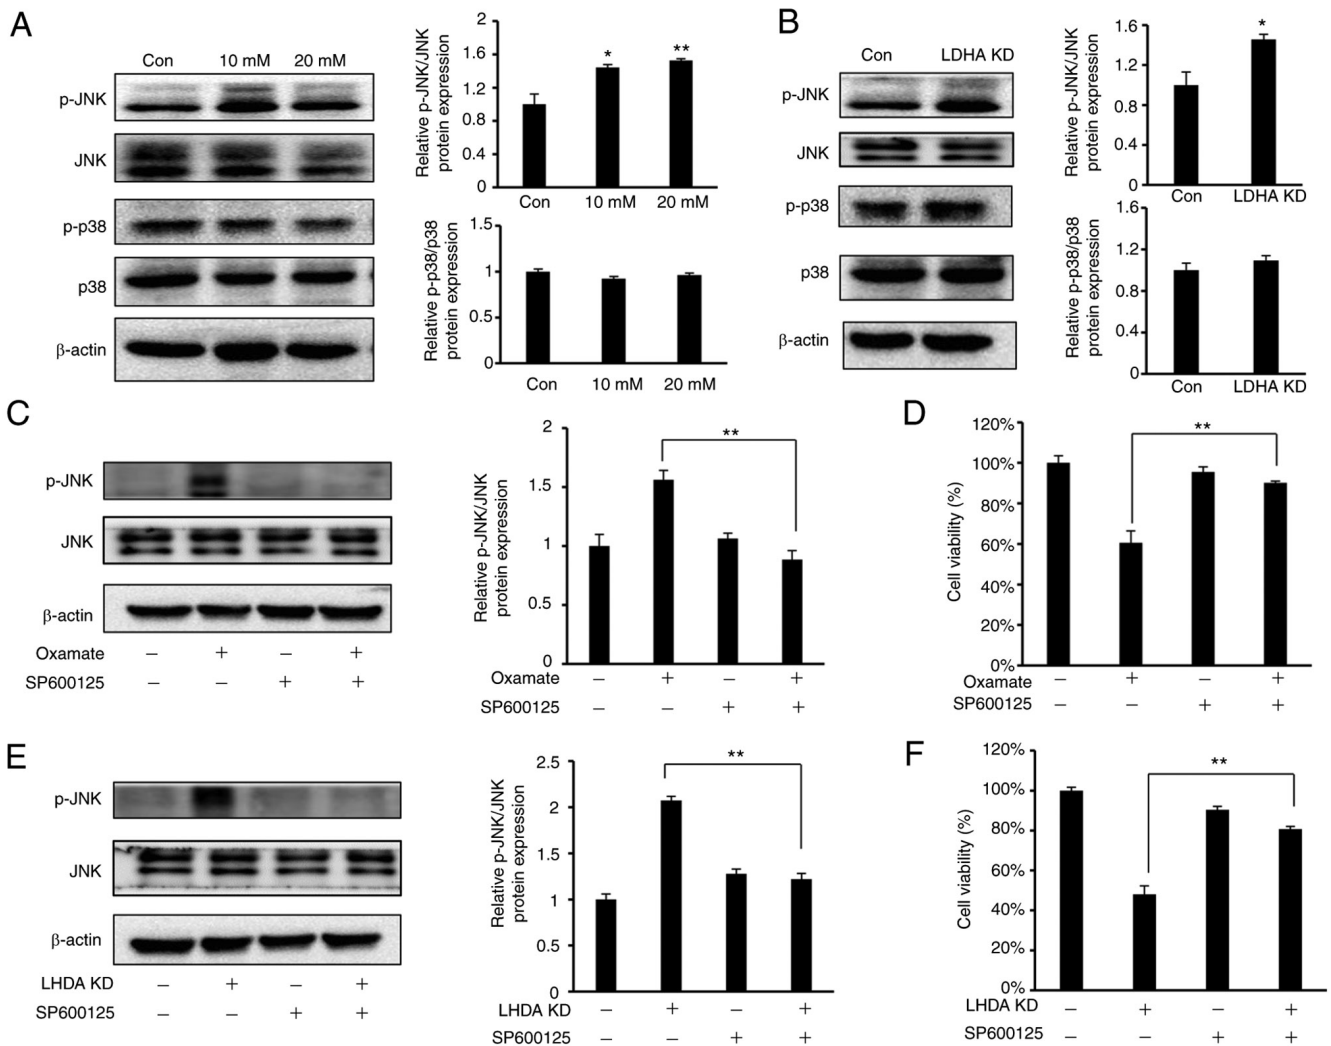 A
Con 10 mM 20 mM
p-JNK
JNK
p-p38
p38
β-actin
Relative p-JNK/JNK
protein expression
2
1.6
1.2
0.8
0.4
0
* **
Con 10 mM 20 mM
Relative p-p38/p38
protein expression
1.5
1
0.5
0
Con 10 mM 20 mM
B
Con LDHA KD
p-JNK
JNK
p-p38
p38
β-actin
Relative p-JNK/JNK
protein expression
1.6
1.2
0.8
0.4
0
*
Con LDHA KD
Relative p-p38/p38
protein expression
1.6
1.2
0.8
0.4
0
Con LDHA KD
C
p-JNK
JNK
β-actin
Oxamate – + – +
SP600125 – – + +
Relative p-JNK/JNK
protein expression
2
1.5
1
0.5
0
**
Oxamate – + – +
SP600125 – – + +
D
Cell viability (%)
120%
100%
80%
60%
40%
20%
0%
**
Oxamate – + – +
SP600125 – – + +
E
p-JNK
JNK
β-actin
LHDA KD – + – +
SP600125 – – + +
Relative p-JNK/JNK
protein expression
2.5
2
1.5
1
0.5
0
**
LHDA KD – + – +
SP600125 – – + +
F
Cell viability (%)
120%
100%
80%
60%
40%
20%
0%
**
LHDA KD – + – +
SP600125 – – + +